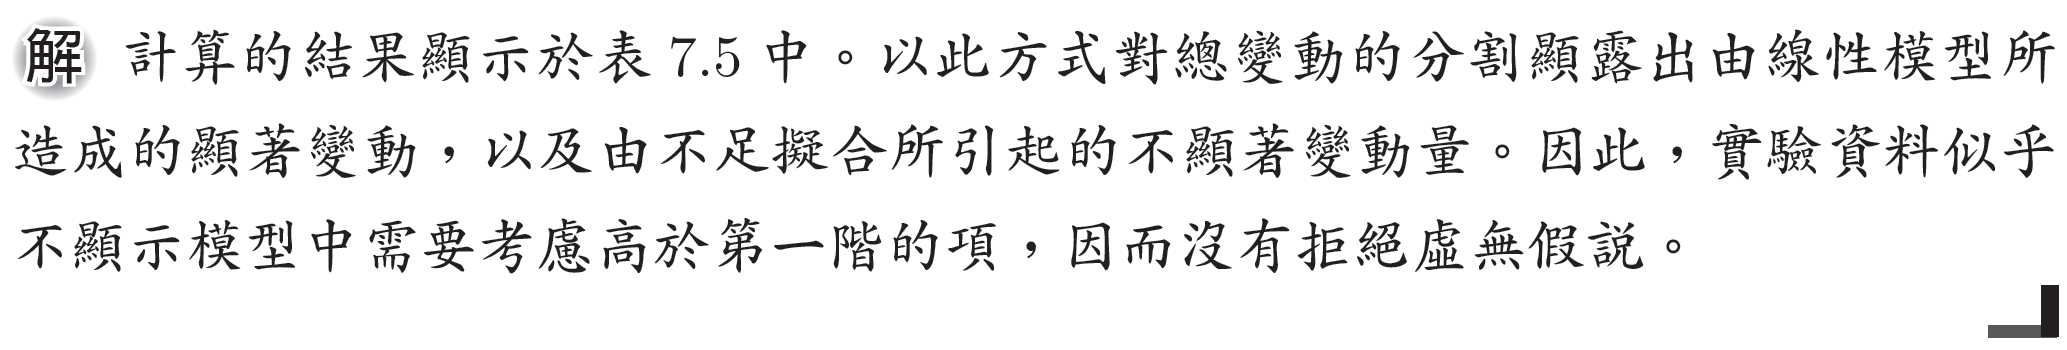 解 計算的結果顯示於表 7.5 中。以此方式對總變動的分割顯露出由線性模型所
造成的顯著變動，以及由不足擬合所引起的不顯著變動量。因此，實驗資料似乎
不顯示模型中需要考慮高於第一階的項，因而沒有拒絕虛無假説。